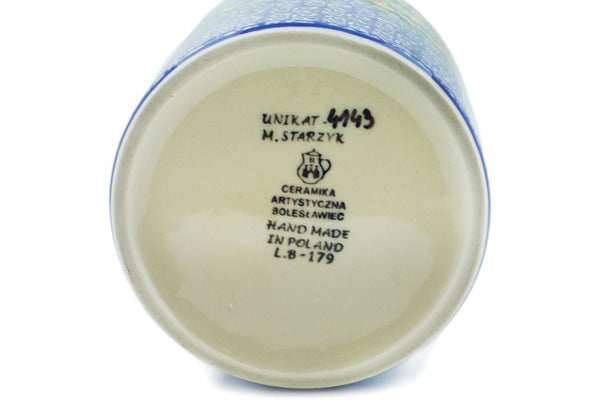 UNIKAT-4143
M. STARZYK
B
CERAMIKA
ARTYSTYCZNA
BOLESŁAWIEC
HAND MADE
IN POLAND
L.B-179